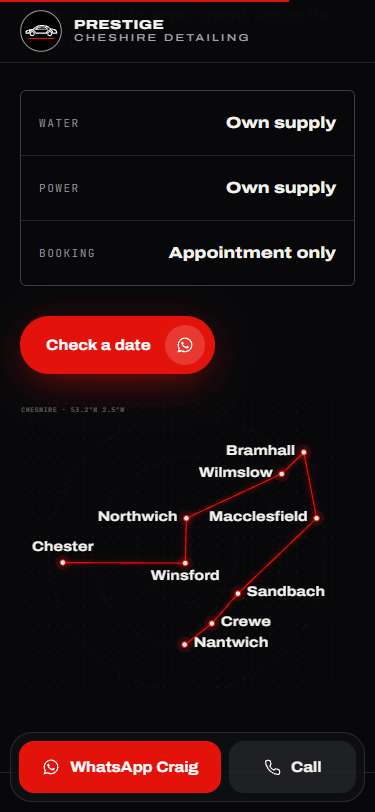 PRESTIGE
CHESHIRE DETAILING
WATER Own supply
POWER Own supply
BOOKING Appointment only
Check a date
CHESHIRE · 53.2°N 2.5°W
Bramhall
Wilmslow
Northwich Macclesfield
Chester
Winsford
Sandbach
Crewe
Nantwich
WhatsApp Craig Call